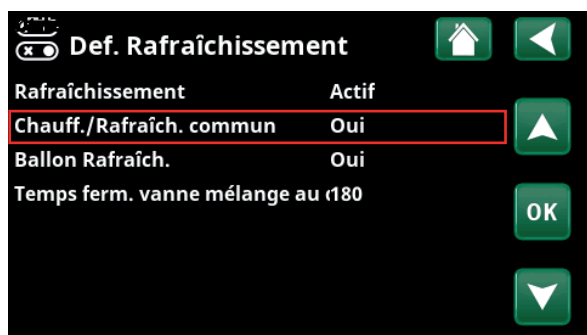 Def. Rafraîchissement
Rafraîchissement Actif
Chauff./Rafraîch. commun Oui
Ballon Rafraîch. Oui
Temps ferm. vanne mélange au 180
OK